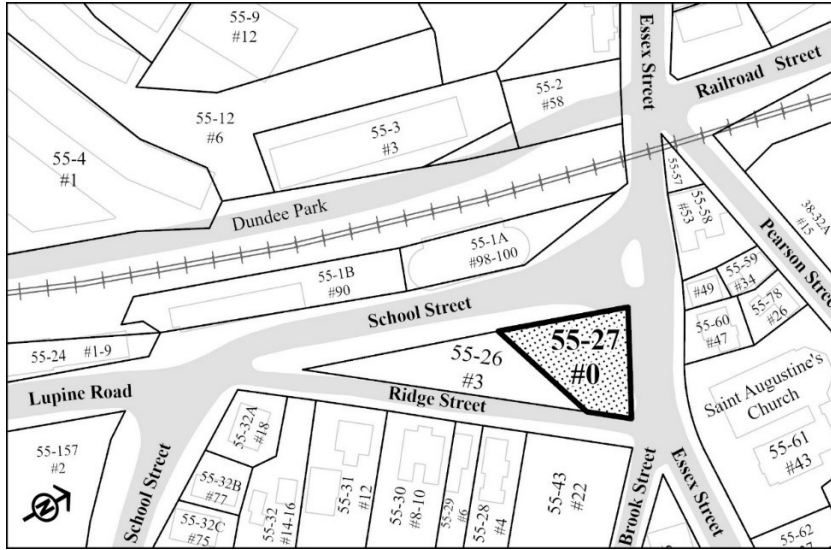 55-9
#12
Essex Street
Railroad Street
55-2
#58
55-12
#6
55-3
#3
55-4
#1
55-57
55-58
#53
38-32A
#15
Pearson Street
Dundee Park
55-1A
#98-100
55-1B
#90
55-59
#34
#49
55-78
#26
School Street
55-60
#47
55-27
#0
55-26
#3
55-24 #1-9
Lupine Road
Ridge Street
Saint Augustine's
Church
55-61
#43
55-32A
#18
55-157
#2
N
School Street
55-32B
#77
55-32C
#75
55-32
#14-16
55-31
#12
55-30
#8-10
55-29
#6
55-28
#4
55-43
#22
Brook Street
Essex Street
55-62